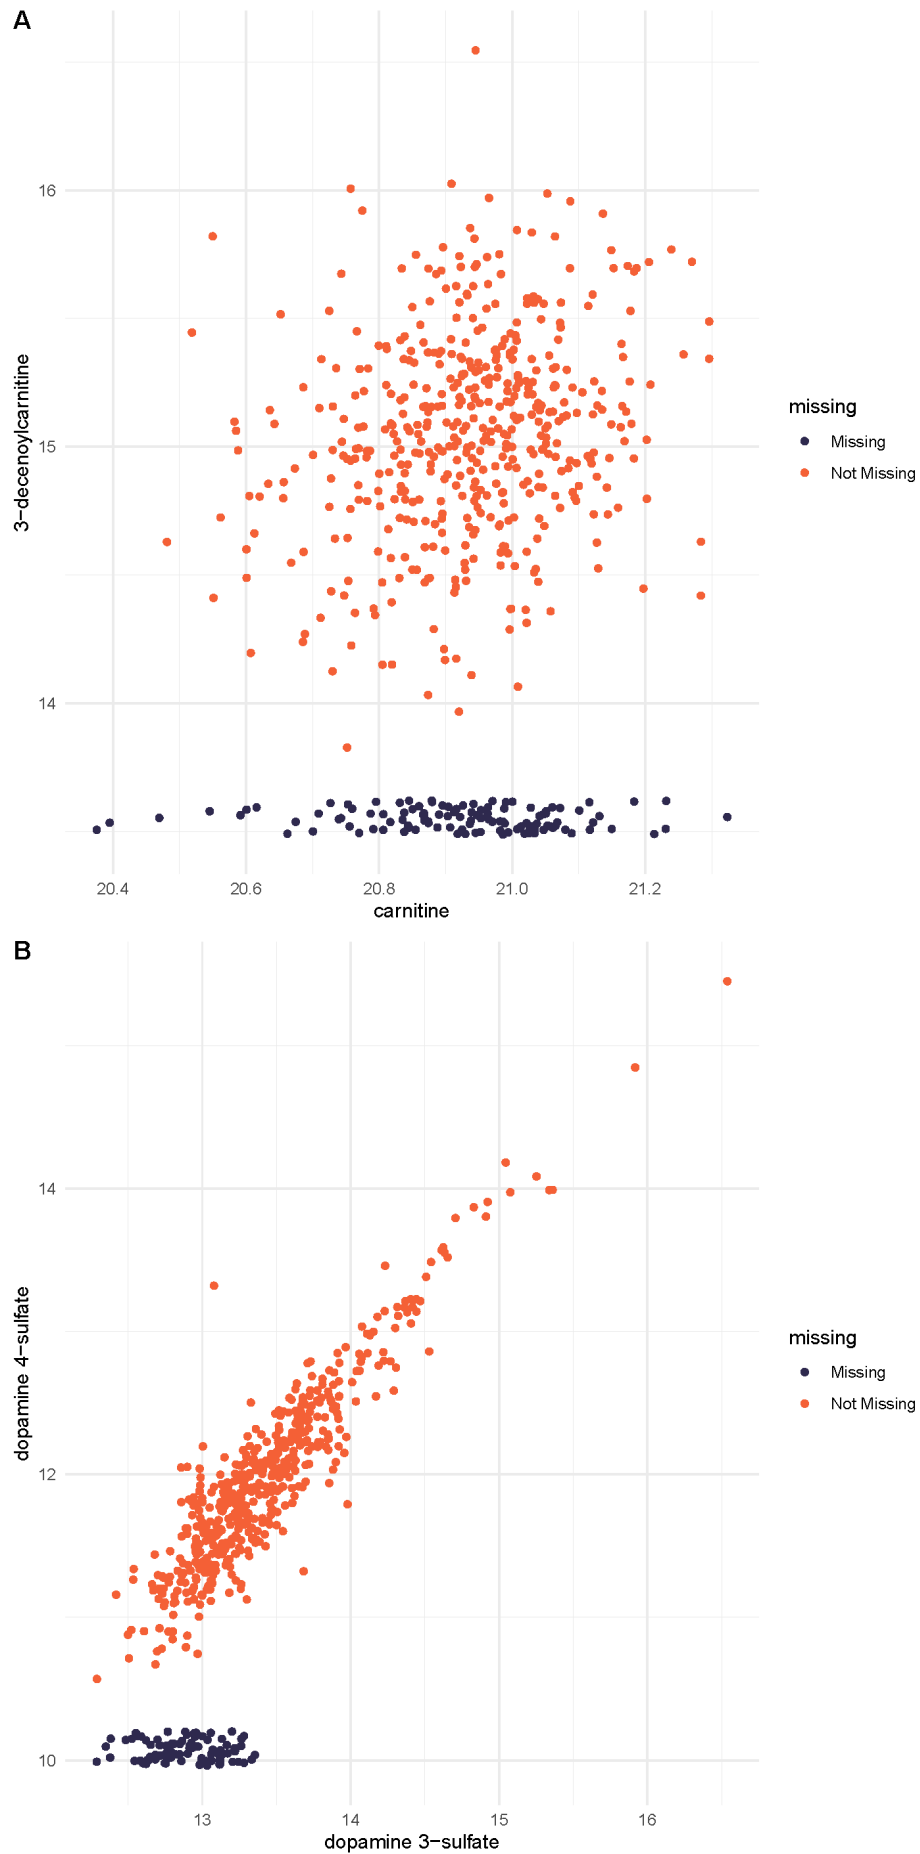 A
16
15
14
3−decenoylcarnitine
20.4 20.6 20.8 21.0 21.2
carnitine
missing
Missing
Not Missing
B
14
12
10
dopamine 4−sulfate
13 14 15 16
dopamine 3−sulfate
missing
Missing
Not Missing